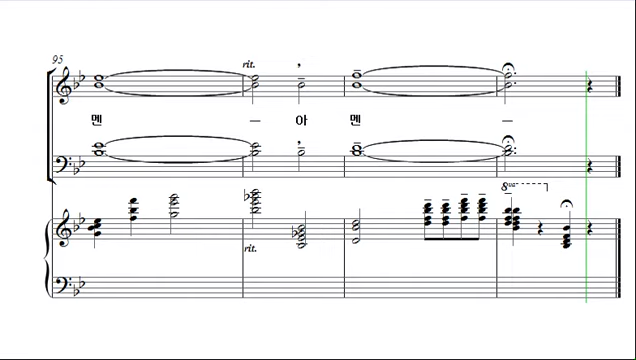 95
rit.
멘 – 아 멘 –
8va
rit.